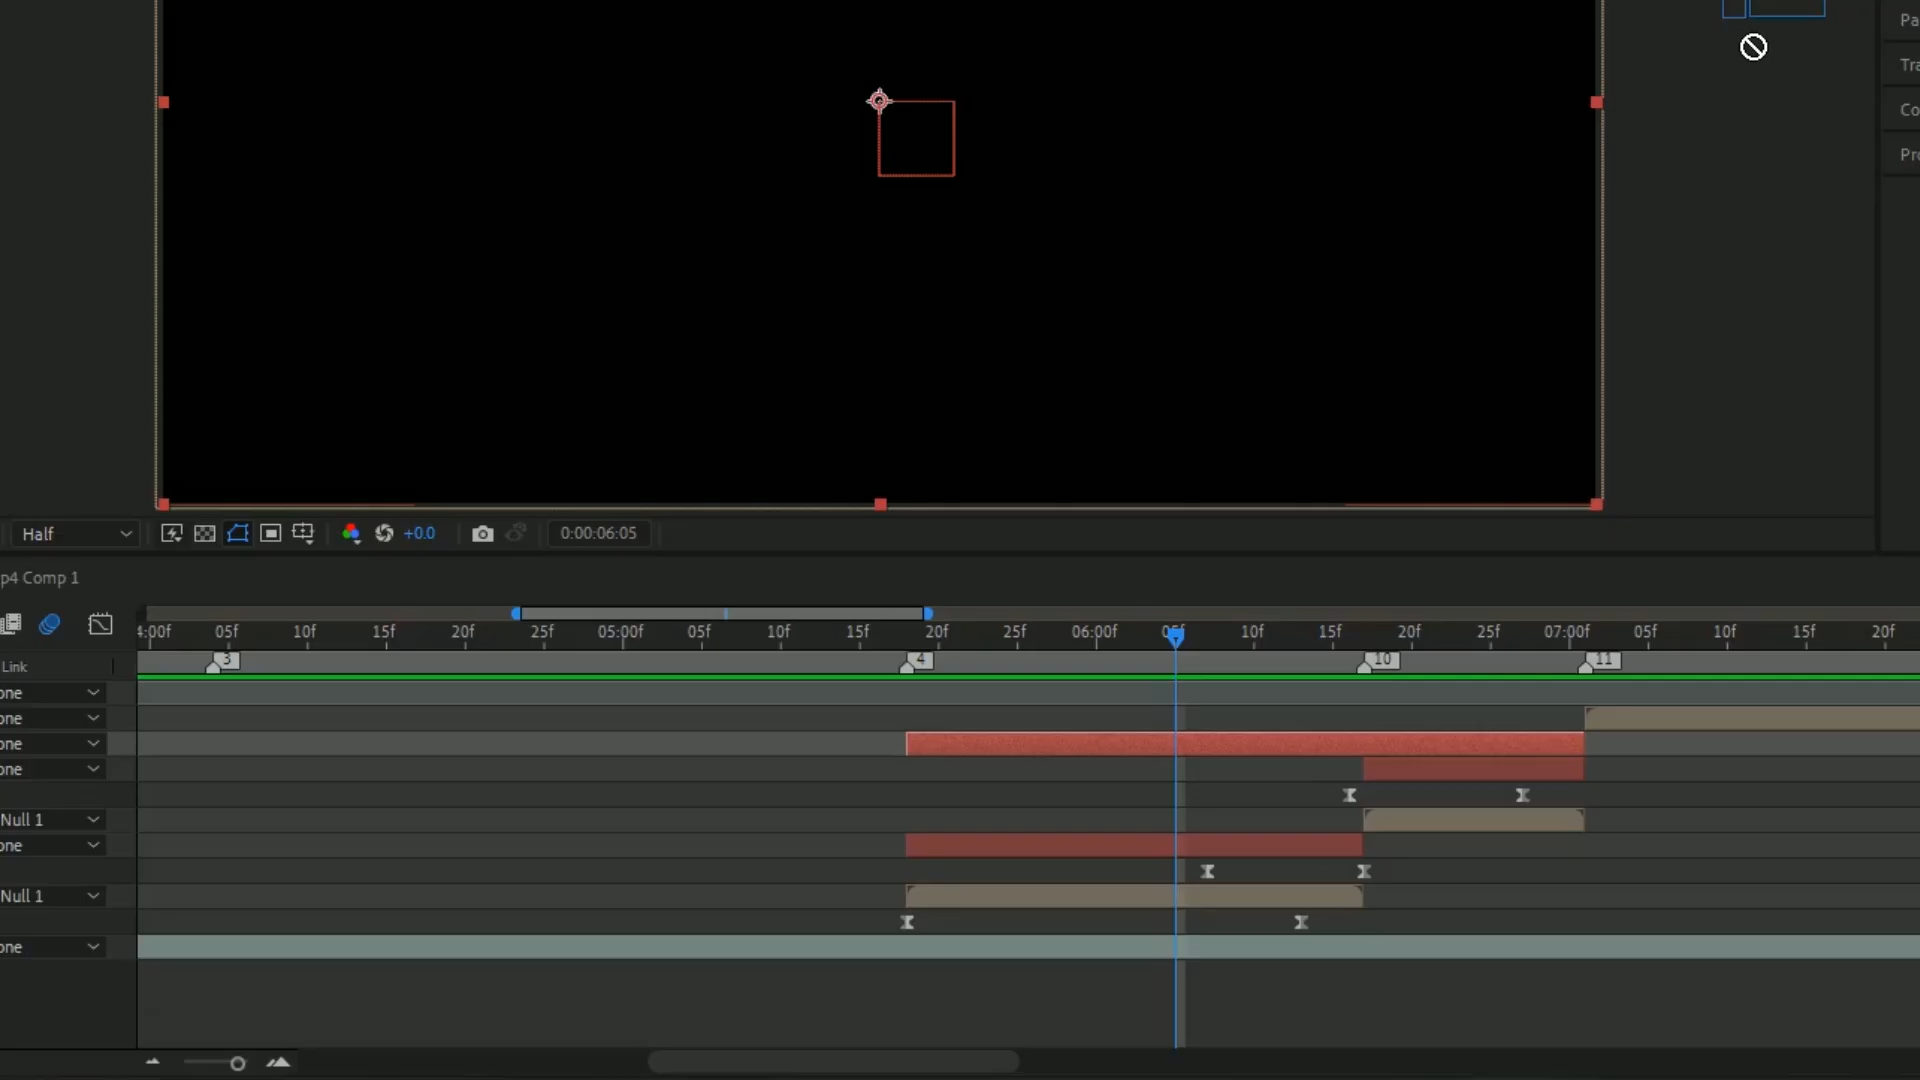 Pa
Tra
Co
Pro
Half
+0.0
0:00:06:05
p4 Comp 1
4:00f 05f 10f 15f 20f 25f 05:00f 05f 10f 15f 20f 25f 06:00f 05f 10f 15f 20f 25f 07:00f 05f 10f 15f 20f
Link
3 4 10 11
one
one
one
one
Null 1
one
Null 1
one